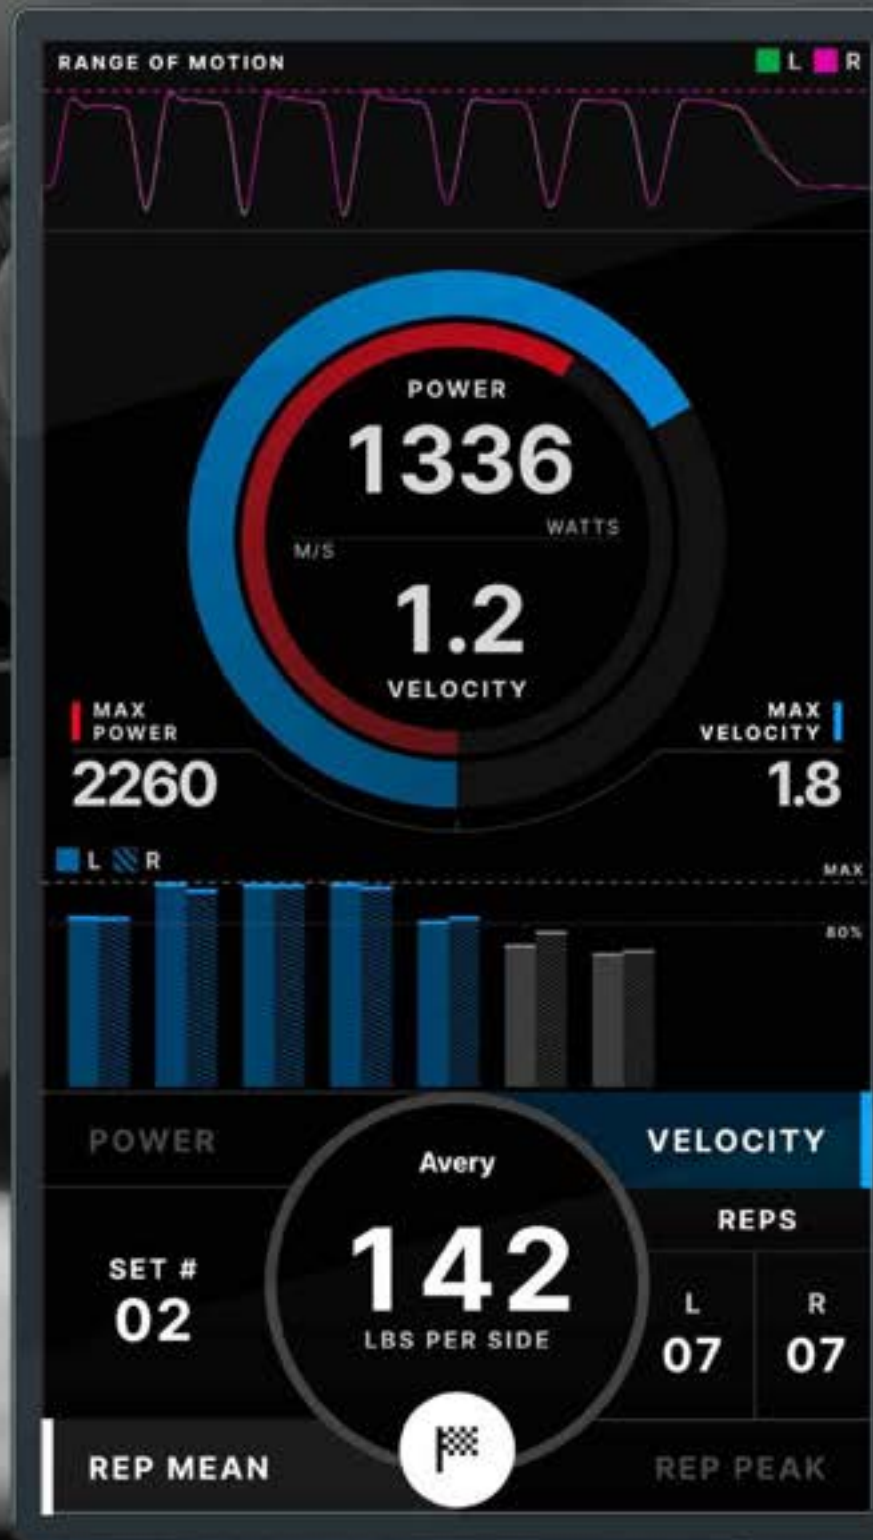 RANGE OF MOTION L R
POWER
1336
WATTS
M/S
1.2
VELOCITY
MAX
POWER
2260
MAX
VELOCITY
1.8
L R
MAX
80%
POWER
VELOCITY
Avery
142
LBS PER SIDE
SET #
02
REPS
L R
07 07
REP MEAN
REP PEAK